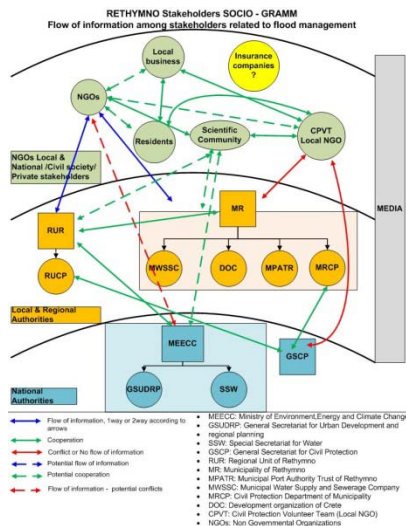 RETHYMNO Stakeholders SOCIO - GRAMM
Flow of information among stakeholders related to flood management
Local
business
Insurance
companies
?
NGOs
Residents
Scientific
Community
CPVT
Local NGO
NGOs Local &
National /Civil society/
Private stakeholders
MEDIA
RUR
MR
RUCP
MWSSC
DOC
MPATR
MRCP
Local & Regional
Authorities
MEECC
GSCP
GSUDRP
SSW
National
Authorities
Flow of information, 1way or 2way according to
arrows
Cooperation
Conflict or No flow of information
Potential flow of information
Potential cooperation
Flow of information - potential conflicts
• MEECC: Ministry of Environment,Energy and Climate Change
• GSUDRP: General Secretariat for Urban Development and
• regional planning
• SSW: Special Secretariat for Water
• GSCP: General Secretariat for Civil Protection
• RUR: Regional Unit of Rethymno
• MR: Municipality of Rethymno
• MPATR: Municipal Port Authority Trust of Rethymno
• MWSSC: Municipal Water Supply and Sewerage Company
• MRCP: Civil Protection Department of Municipality
• DOC: Development organization of Crete
• CPVT: Civil Protection Volunteer Team (Local NGO)
• NGOs: Non Governmental Organizations